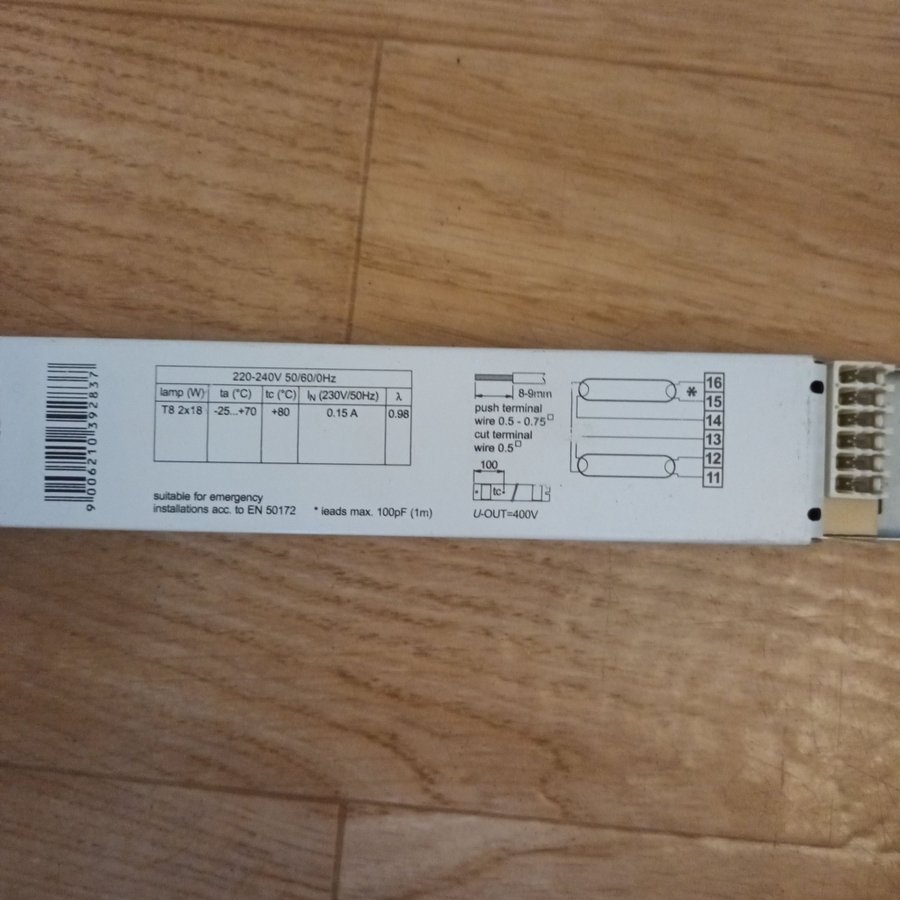 9006210392837
220-240V 50/60/0Hz
lamp (W) ta (°C) tc (°C) IN (230V/50Hz) λ
T8 2x18 -25...+70 +80 0.15 A 0.98
suitable for emergency
installations acc. to EN 50172 * leads max. 100pF (1m)
8-9mm
push terminal
wire 0.5 - 0.75□
cut terminal
wire 0.5□
100
tc
U-OUT=400V
*
16
15
14
13
12
11